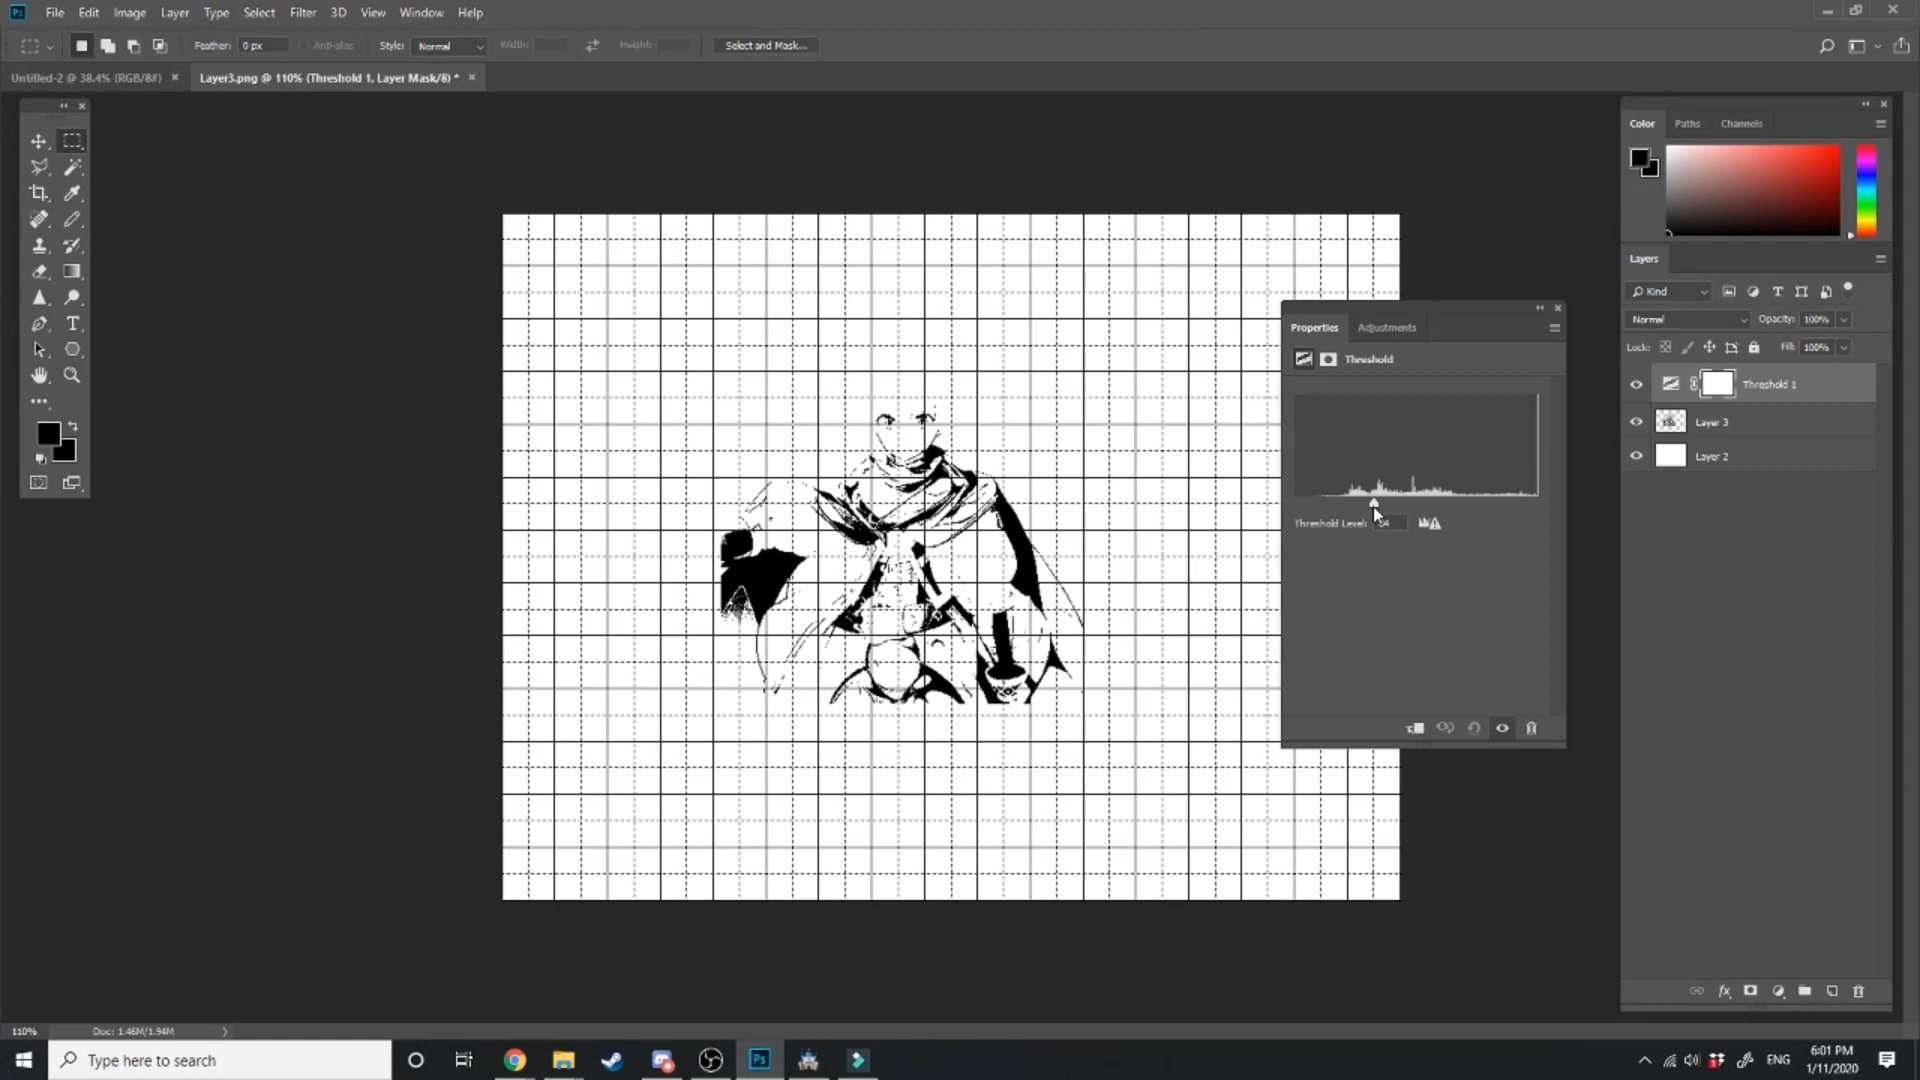 Ps File Edit Image Layer Type Select Filter 3D View Window Help
Feather: 0 px Anti-alias Style: Normal Width: Height: Select and Mask...
Untitled-2 @ 38.4% (RGB/8#) Layer3.png @ 110% (Threshold 1, Layer Mask/8) *
Color Paths Channels
Layers
Kind
Normal Opacity: 100%
Lock: Fill: 100%
Threshold 1
Layer 3
Layer 2
Properties Adjustments
Threshold
Threshold Level:
110% Doc: 1.46M/1.94M
Type here to search
Ps
ENG
6:01 PM
1/11/2020